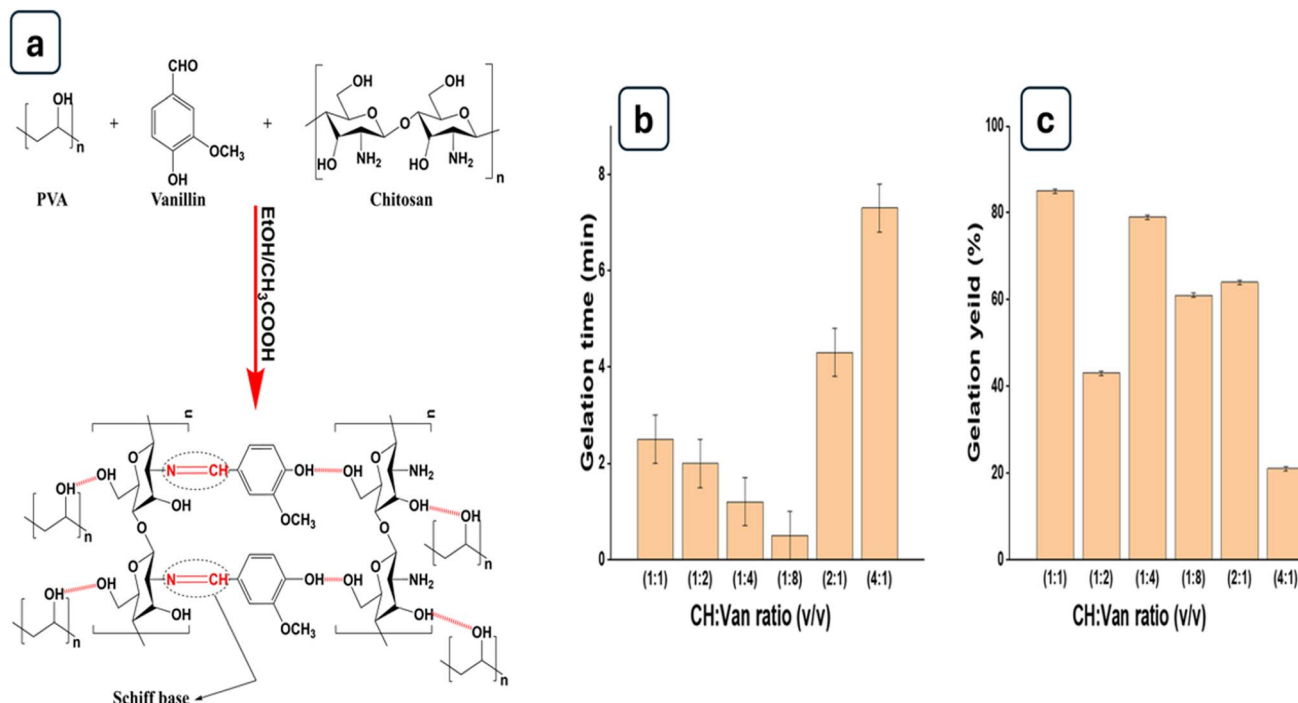 a
CHO
OH
n
+
OCH3
OH
+
OH
OH
O
O
O
HO
NH2
HO
NH2
n
PVA
Vanillin
Chitosan
EtOH/CH3COOH
n
n
OH
O
N
CH
OH
OH
O
NH2
OH
OH
OCH3
OH
OH
n
O
O
n
OH
O
N
CH
OH
OH
O
NH2
OH
OH
OCH3
OH
OH
n
n
Schiff base
b
Gelation time (min)
8
6
4
2
0
(1:1)
(1:2)
(1:4)
(1:8)
(2:1)
(4:1)
CH:Van ratio (v/v)
c
Gelation yeild (%)
100
80
60
40
20
0
(1:1)
(1:2)
(1:4)
(1:8)
(2:1)
(4:1)
CH:Van ratio (v/v)